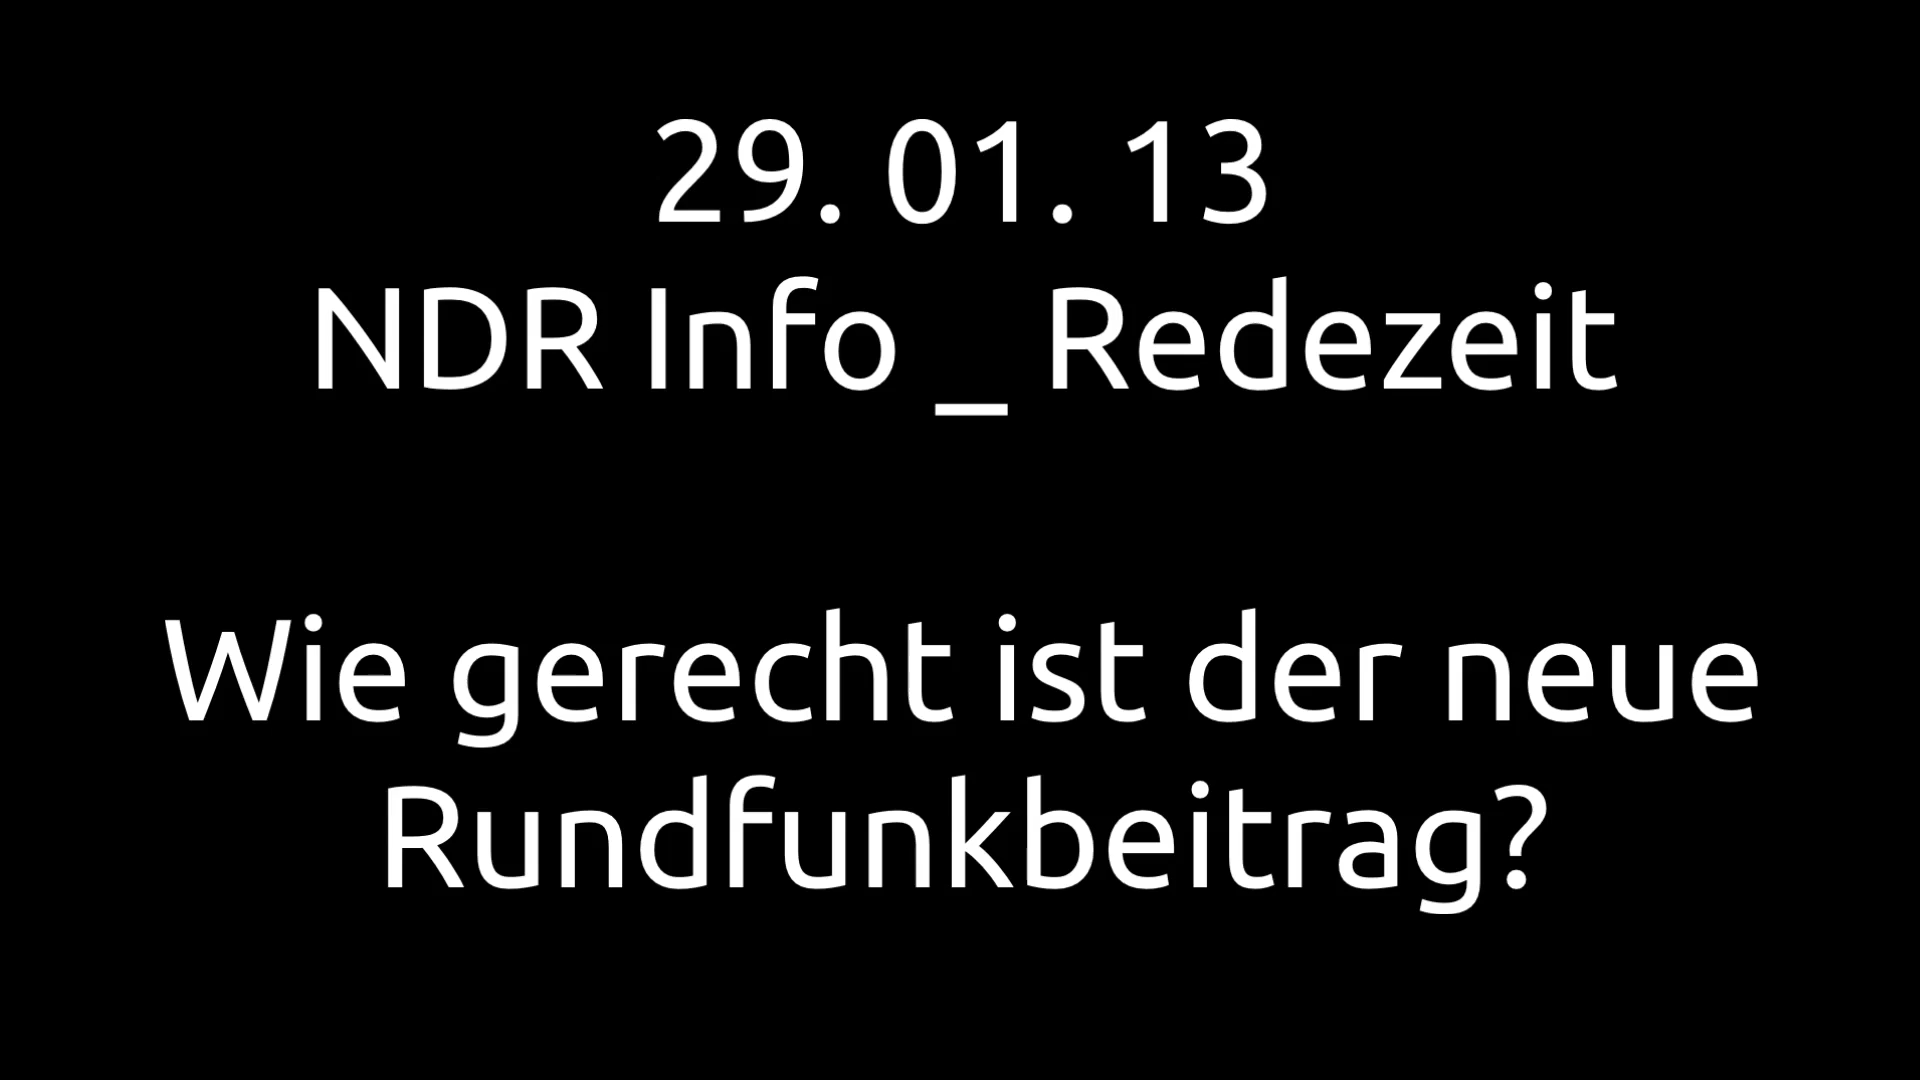 29. 01. 13
NDR Info _ Redezeit
Wie gerecht ist der neue
Rundfunkbeitrag?